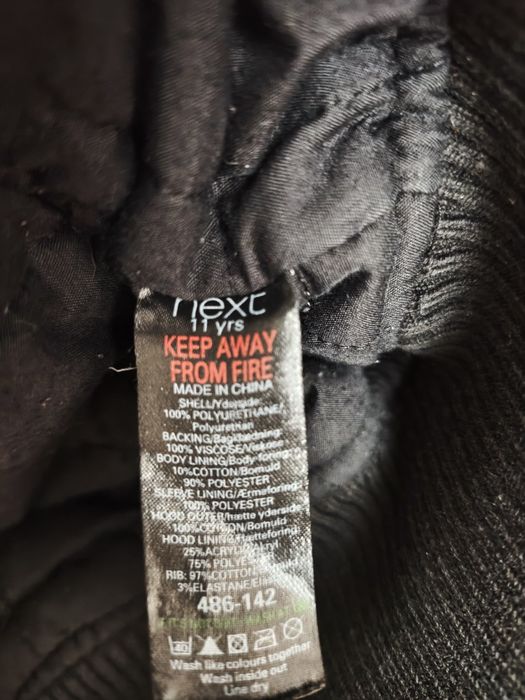 next
11 yrs
KEEP AWAY
FROM FIRE
MADE IN CHINA
SHELL/Yderside:
100% POLYURETHANE/
Polyurethan
BACKING/Bagklædning:
100% VISCOSE/Viskose
BODY LINING/Body-foring:
10%COTTON/Bomuld
90% POLYESTER
SLEEVE LINING/Ærmeforing:
100% POLYESTER
HOOD OUTER/hætte yderside:
100%COTTON/Bomuld
HOOD LINING/Hætteforing:
25%ACRYLIC
75% POLYESTER
RIB: 97%COTTON/Bomuld
3%ELASTANE
486-142
40
Wash like colours together
Wash inside out
Line dry